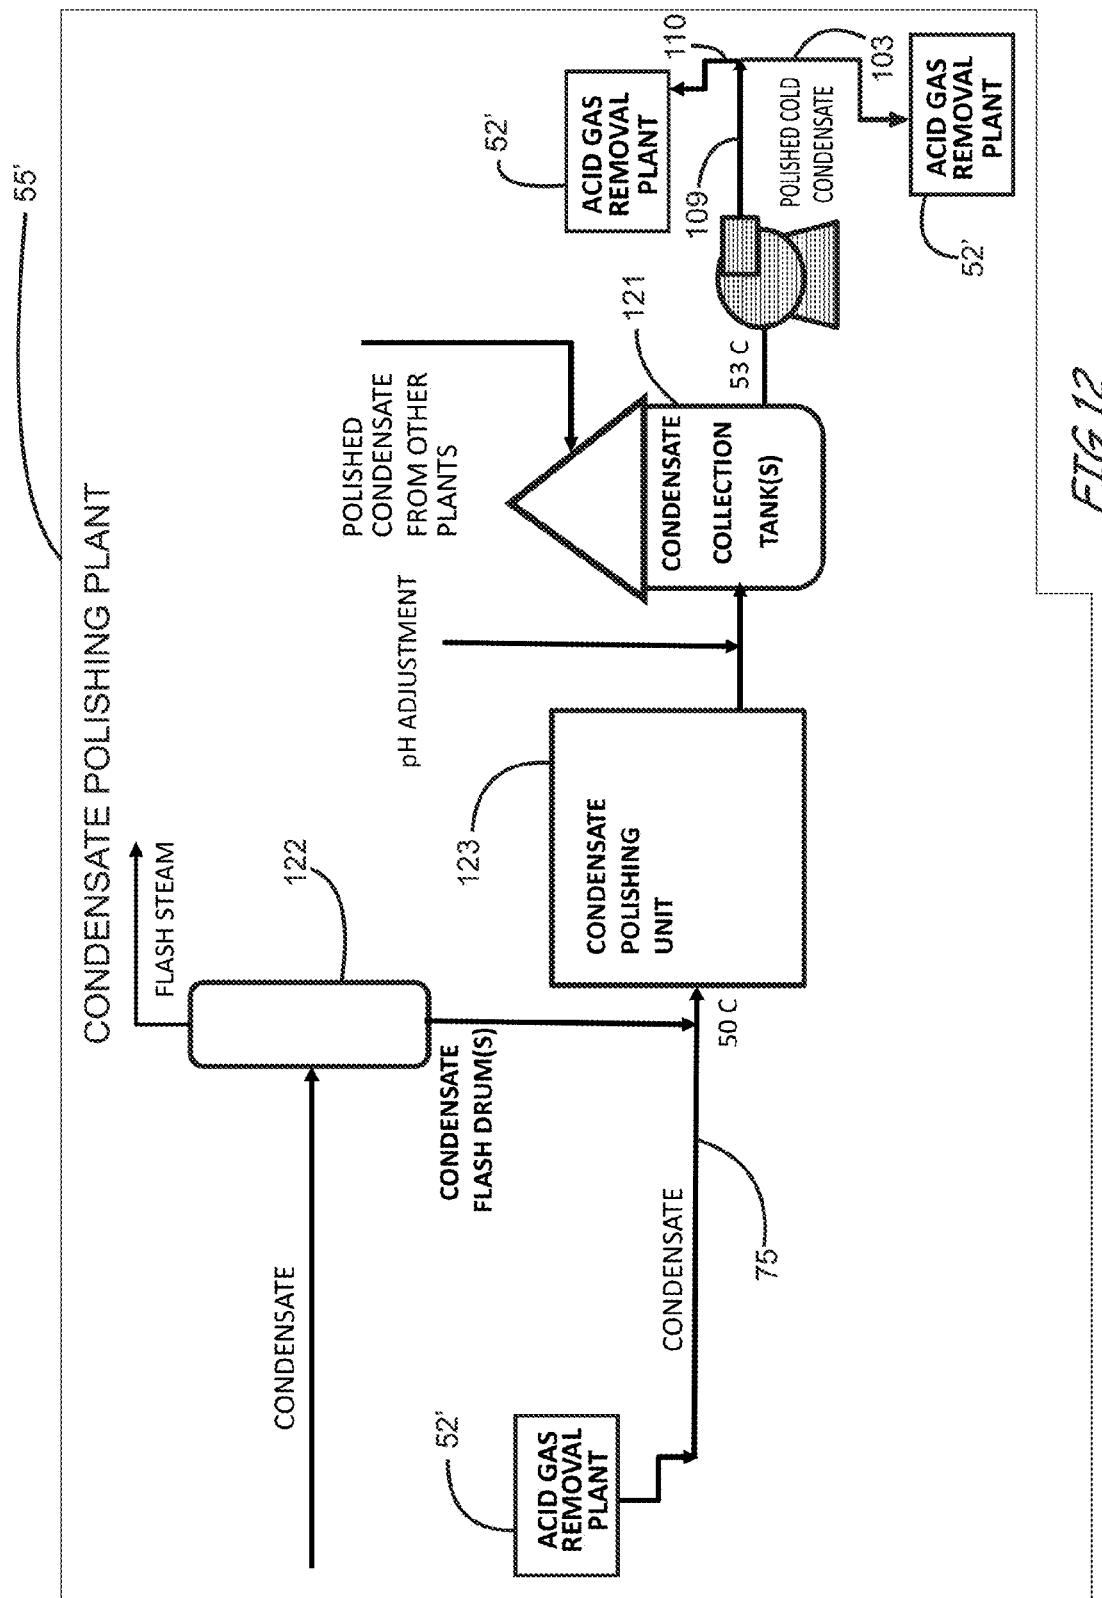 CONDENSATE POLISHING PLANT
55'
CONDENSATE
FLASH STEAM
122
CONDENSATE
FLASH DRUM(S)
52'
ACID GAS
REMOVAL
PLANT
CONDENSATE
75
50 C
123
CONDENSATE
POLISHING
UNIT
pH ADJUSTMENT
POLISHED
CONDENSATE
FROM OTHER
PLANTS
CONDENSATE
COLLECTION
TANK(S)
121
53 C
109
POLISHED COLD
CONDENSATE
52'
ACID GAS
REMOVAL
PLANT
110
103
ACID GAS
REMOVAL
PLANT
52'
FIG 12